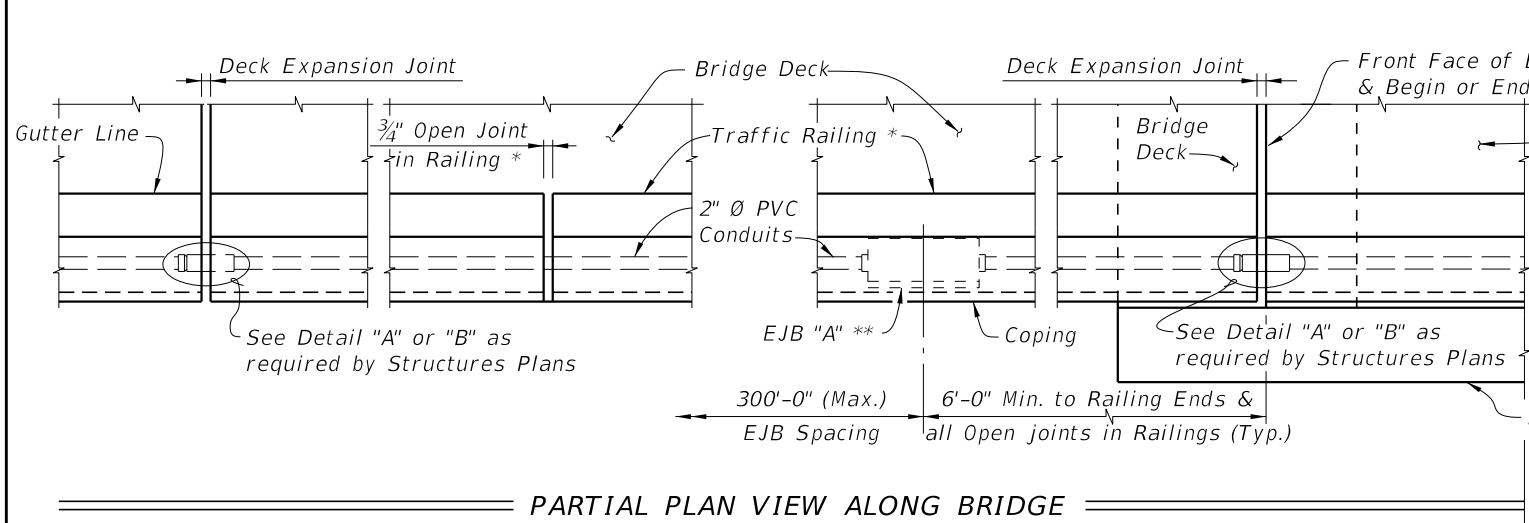 Deck Expansion Joint
Bridge Deck
Deck Expansion Joint
Front Face of
& Begin or End
Gutter Line
¾" Open Joint
in Railing *
Traffic Railing *
Bridge
Deck
2" Ø PVC
Conduits
See Detail "A" or "B" as
required by Structures Plans
EJB "A" **
Coping
See Detail "A" or "B" as
required by Structures Plans
300'-0" (Max.)
EJB Spacing
6'-0" Min. to Railing Ends &
all Open joints in Railings (Typ.)
PARTIAL PLAN VIEW ALONG BRIDGE